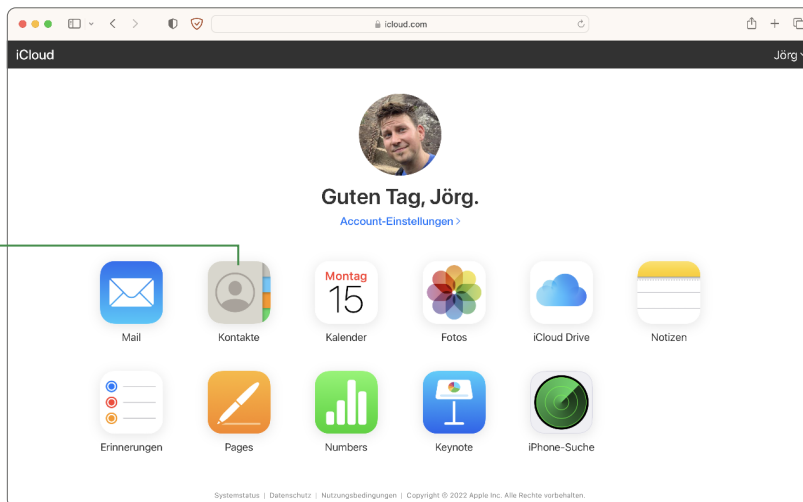 icloud.com
iCloud
Jörg
Guten Tag, Jörg.
Account-Einstellungen >
Montag
15
Mail
Kontakte
Kalender
Fotos
iCloud Drive
Notizen
Erinnerungen
Pages
Numbers
Keynote
iPhone-Suche
Systemstatus | Datenschutz | Nutzungsbedingungen | Copyright © 2022 Apple Inc. Alle Rechte vorbehalten.